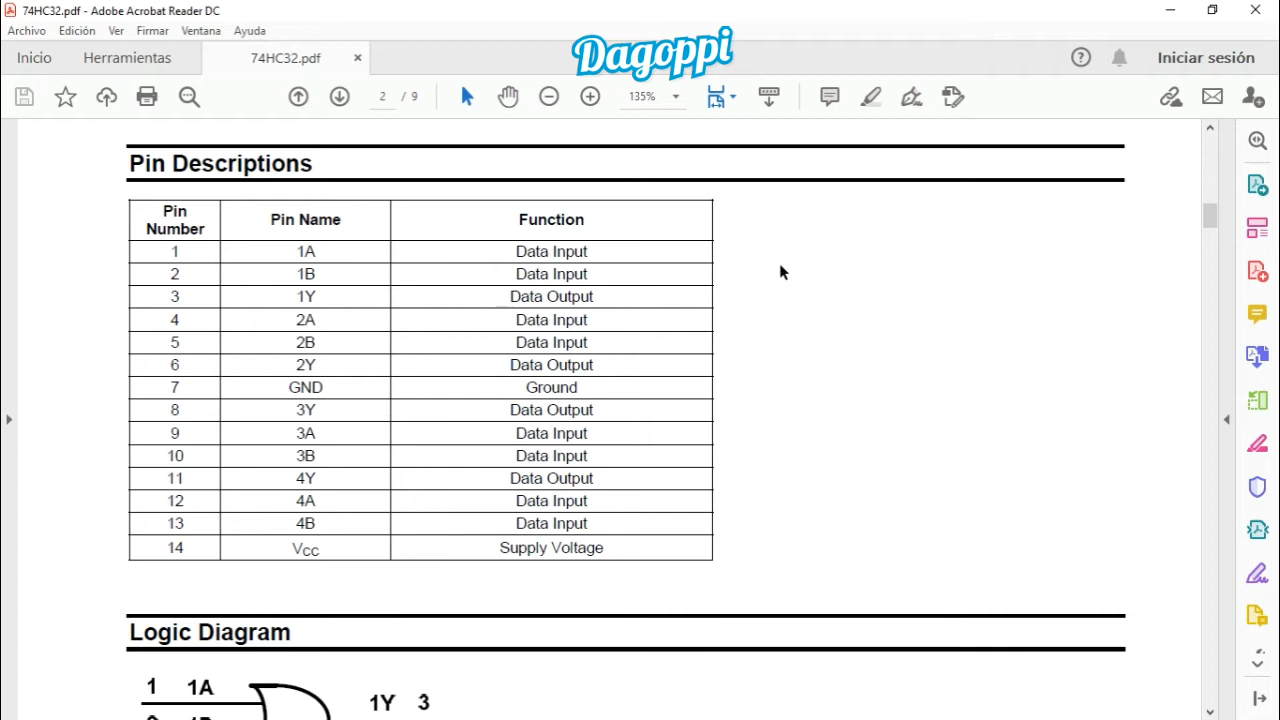 74HC32.pdf - Adobe Acrobat Reader DC
Archivo Edición Ver Firmar Ventana Ayuda
Inicio Herramientas 74HC32.pdf × Dagoppi Iniciar sesión
2 / 9 135%
Pin Descriptions
Pin Number Pin Name Function
1 1A Data Input
2 1B Data Input
3 1Y Data Output
4 2A Data Input
5 2B Data Input
6 2Y Data Output
7 GND Ground
8 3Y Data Output
9 3A Data Input
10 3B Data Input
11 4Y Data Output
12 4A Data Input
13 4B Data Input
14 VCC Supply Voltage
Logic Diagram
1 1A
1Y 3